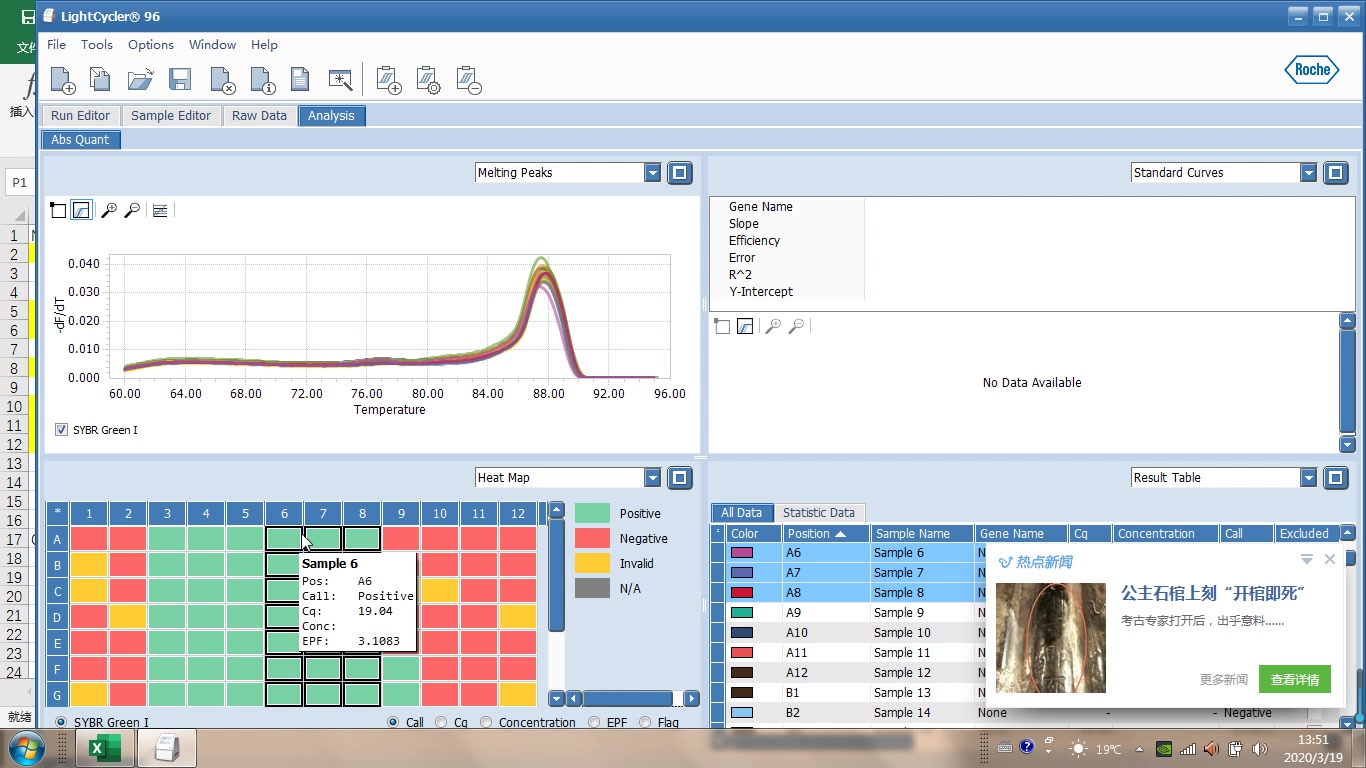 LightCycler® 96
文件
File Tools Options Window Help
Roche
插入
Run Editor Sample Editor Raw Data Analysis
Abs Quant
P1
Melting Peaks
Standard Curves
Gene Name
Slope
Efficiency
Error
R^2
Y-Intercept
-dF/dT
0.040
0.030
0.020
0.010
0.000
60.00 64.00 68.00 72.00 76.00 80.00 84.00 88.00 92.00 96.00
Temperature
SYBR Green I
No Data Available
1
2
3
4
5
6
7
8
9
10
11
12
13
14
15
16
17
18
19
20
21
22
23
24
就绪
Heat Map
* 1 2 3 4 5 6 7 8 9 10 11 12
A
B
C
D
E
F
G
Sample 6
Pos: A6
Call: Positive
Cq: 19.04
Conc:
EPF: 3.1083
Positive
Negative
Invalid
N/A
SYBR Green I Call Cq Concentration EPF Flag
Result Table
All Data Statistic Data
Color Position Sample Name Gene Name Cq Concentration Call Excluded
A6 Sample 6
A7 Sample 7
A8 Sample 8
A9 Sample 9
A10 Sample 10
A11 Sample 11
A12 Sample 12
B1 Sample 13
B2 Sample 14 None - - Negative
热点新闻
公主石棺上刻“开棺即死”
考古专家打开后，出乎意料......
更多新闻 查看详情
19℃
13:51
2020/3/19